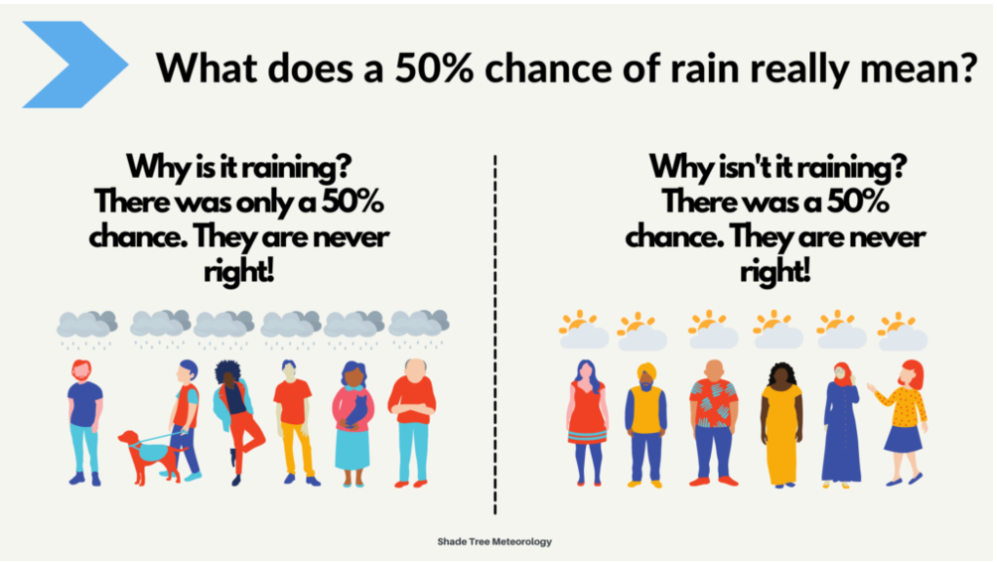 What does a 50% chance of rain really mean?
Why is it raining?
There was only a 50%
chance. They are never
right!
Why isn't it raining?
There was a 50%
chance. They are never
right!
Shade Tree Meteorology